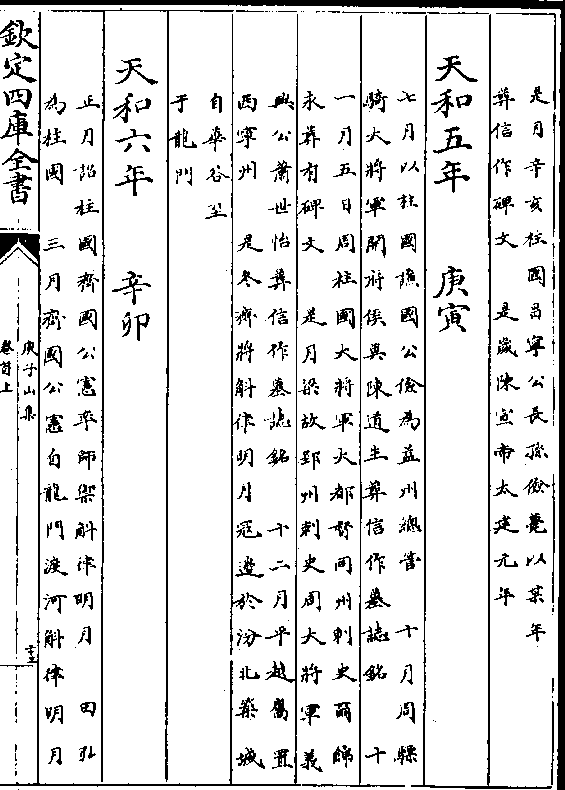 是月辛亥柱國昌寧公長孫儉薨以某年
葬信作碑文　是歲陳宣帝太建元年
天和五年　庚寅
七月以柱國譙國公儉為益州總管　十月周驃
騎大將軍開府侯莫陳道生葬信作墓誌銘　十
一月五日周柱國大將軍大都督同州刺史爾綿
永葬有碑文　是月梁故郢州刺史周大將軍義
興公蕭世怡葬信作墓誌銘　十二月平越巂置
西寧州　是冬齊將斛律明月寇邊於汾北築城
自華谷至
于龍門
天和六年　辛卯
正月詔柱國齊國公憲率師禦斛律明月　田弘
為柱國　三月齊國公憲自龍門渡河斛律明月
欽定四庫全書
庾子山集
卷首上